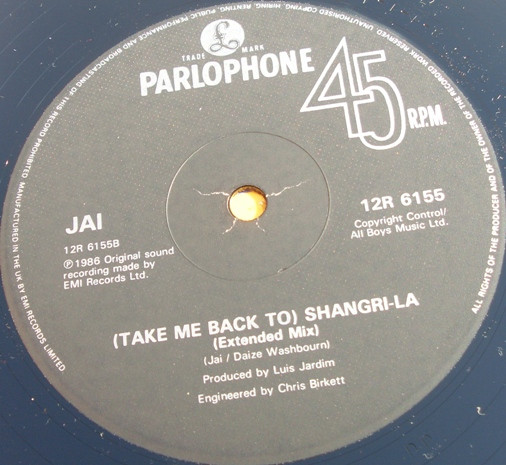 TRADE MARK
£
PARLOPHONE
45 R.P.M.
JAI
12R 6155B
℗ 1986 Original sound
recording made by
EMI Records Ltd.
12R 6155
Copyright Control/
All Boys Music Ltd.
(TAKE ME BACK TO) SHANGRI-LA
(Extended Mix)
(Jai / Daize Washbourn)
Produced by Luis Jardim
Engineered by Chris Birkett
MANUFACTURED IN THE UK BY EMI RECORDS LIMITED
ALL RIGHTS OF THE PRODUCER AND OF THE OWNER OF THE RECORDED WORK RESERVED. UNAUTHORISED COPYING, HIRING, RENTING, PUBLIC PERFORMANCE AND BROADCASTING OF THIS RECORD PROHIBITED